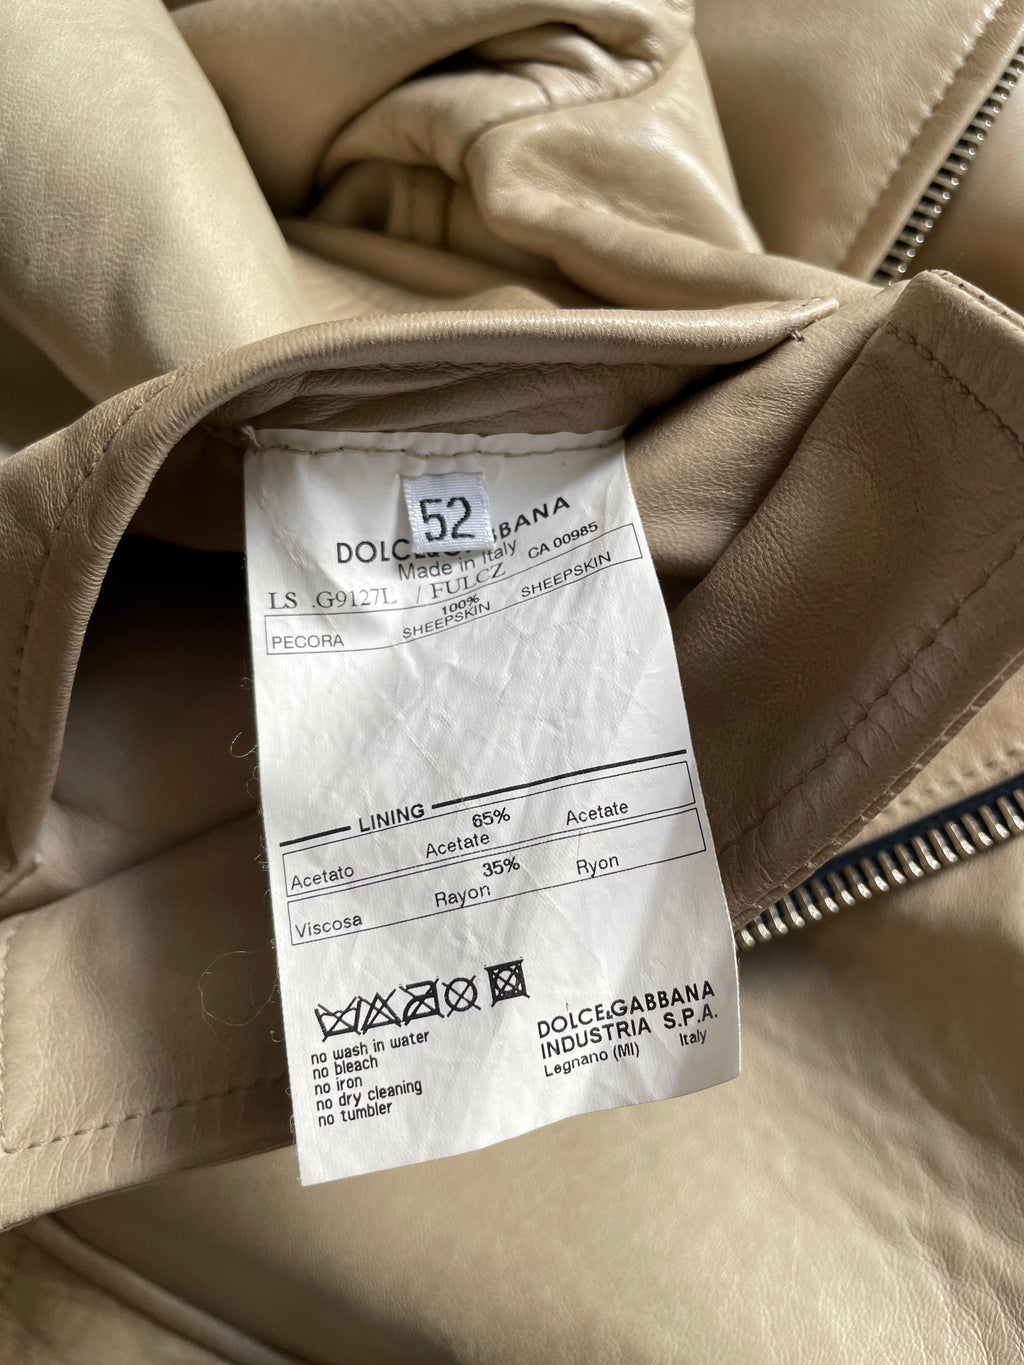 52
DOLCE&GABBANA
Made in Italy
CA 00985
LS .G9127L / FULCZ
100%
PECORA SHEEPSKIN SHEEPSKIN
LINING
65%
Acetato Acetate Acetate
35%
Viscosa Rayon Ryon
no wash in water
no bleach
no iron
no dry cleaning
no tumbler
DOLCE&GABBANA
INDUSTRIA S.P.A.
Legnano (MI) Italy